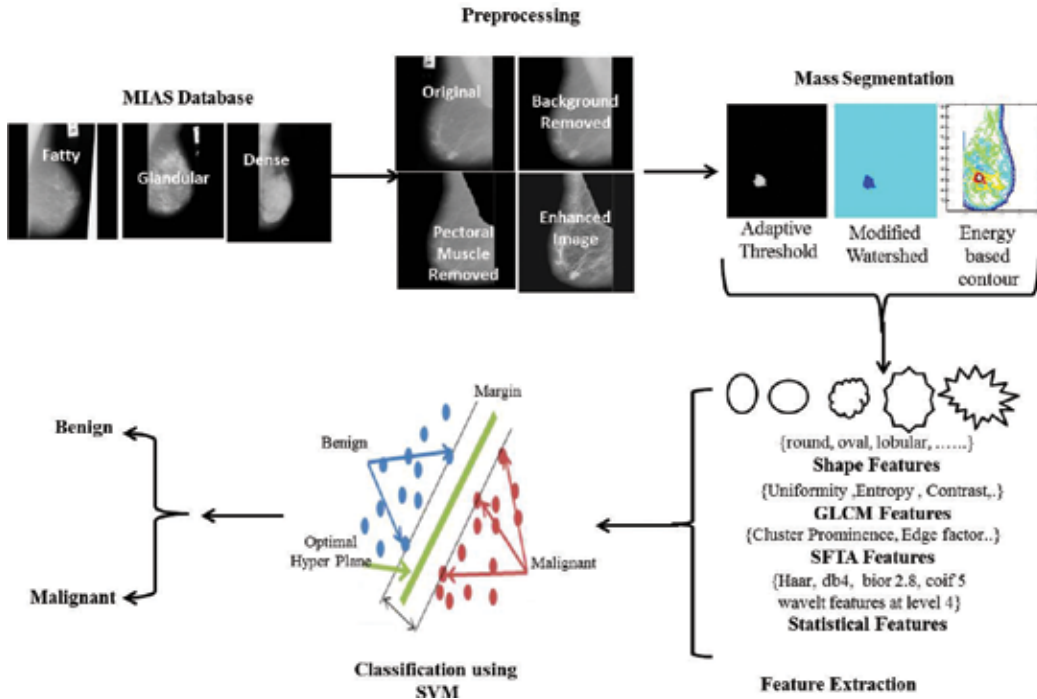 Preprocessing
MIAS Database
Fatty
Glandular
Dense
Original
Background
Removed
Pectoral
Muscle
Removed
Enhanced
Image
Mass Segmentation
Adaptive
Threshold
Modified
Watershed
Energy
based
contour
{round, oval, lobular, .......}
Shape Features
{Uniformity ,Entropy , Contrast,.}
GLCM Features
{Cluster Prominence, Edge factor..}
SFTA Features
{Haar, db4, bior 2.8, coif 5
wavelt features at level 4}
Statistical Features
Feature Extraction
Margin
Benign
Optimal
Hyper Plane
Malignant
Classification using
SVM
Benign
Malignant